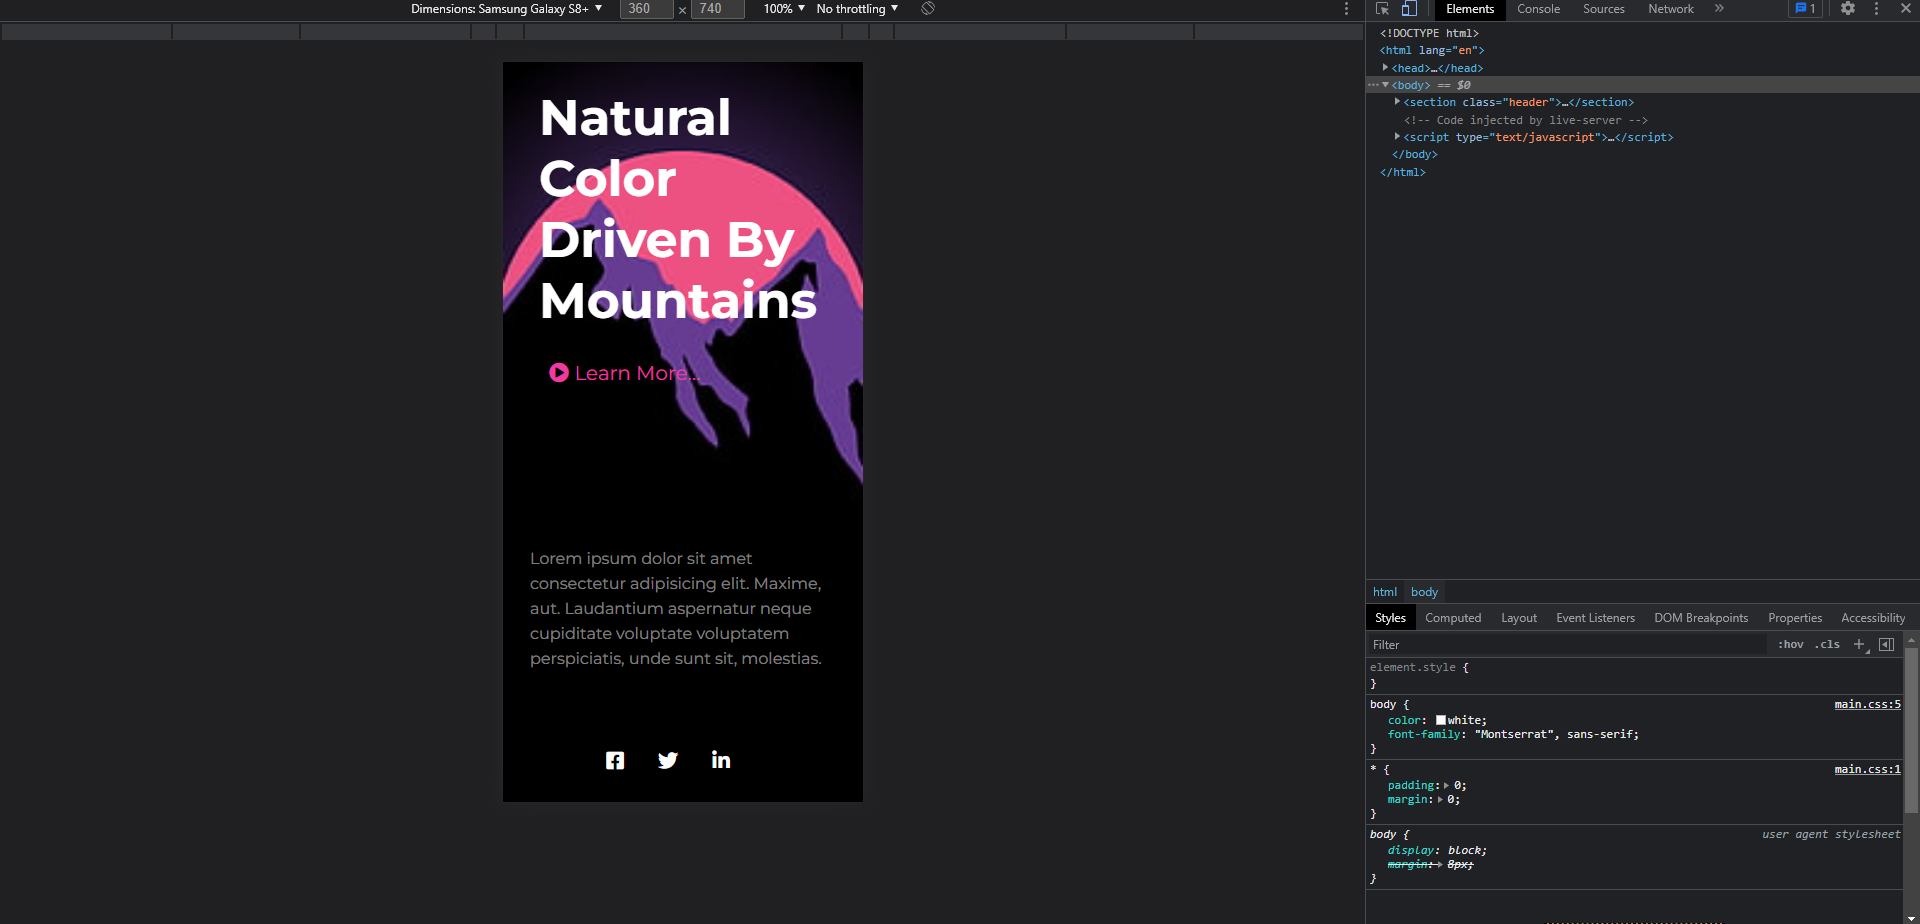 Dimensions: Samsung Galaxy S8+ ▼ 360 × 740 100% ▼ No throttling ▼
Elements Console Sources Network » 1
<!DOCTYPE html>
<html lang="en">
<head>…</head>
<body> == $0
<section class="header">…</section>
<!-- Code injected by live-server -->
<script type="text/javascript">…</script>
</body>
</html>
Natural
Color
Driven By
Mountains
Learn More...
Lorem ipsum dolor sit amet
consectetur adipisicing elit. Maxime,
aut. Laudantium aspernatur neque
cupiditate voluptate voluptatem
perspiciatis, unde sunt sit, molestias.
html body
Styles Computed Layout Event Listeners DOM Breakpoints Properties Accessibility
Filter :hov .cls +
element.style {
}
body { main.css:5
color: white;
font-family: "Montserrat", sans-serif;
}
* { main.css:1
padding: 0;
margin: 0;
}
body { user agent stylesheet
display: block;
margin: 8px;
}